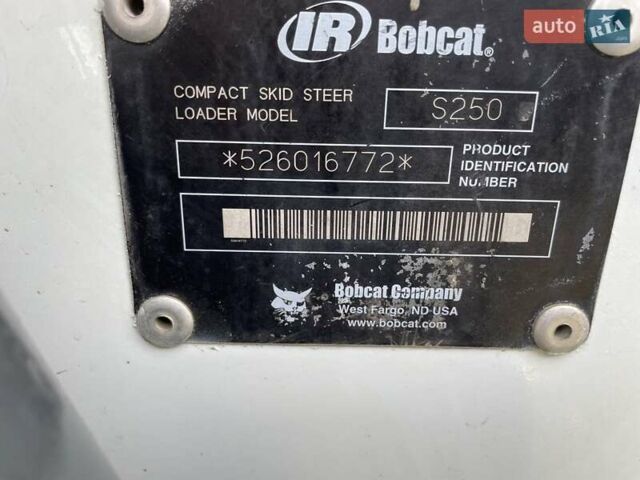 auto RIA
IR Bobcat®
COMPACT SKID STEER
LOADER MODEL
S250
*526016772*
PRODUCT
IDENTIFICATION
NUMBER
Bobcat Company
West Fargo, ND USA
www.bobcat.com